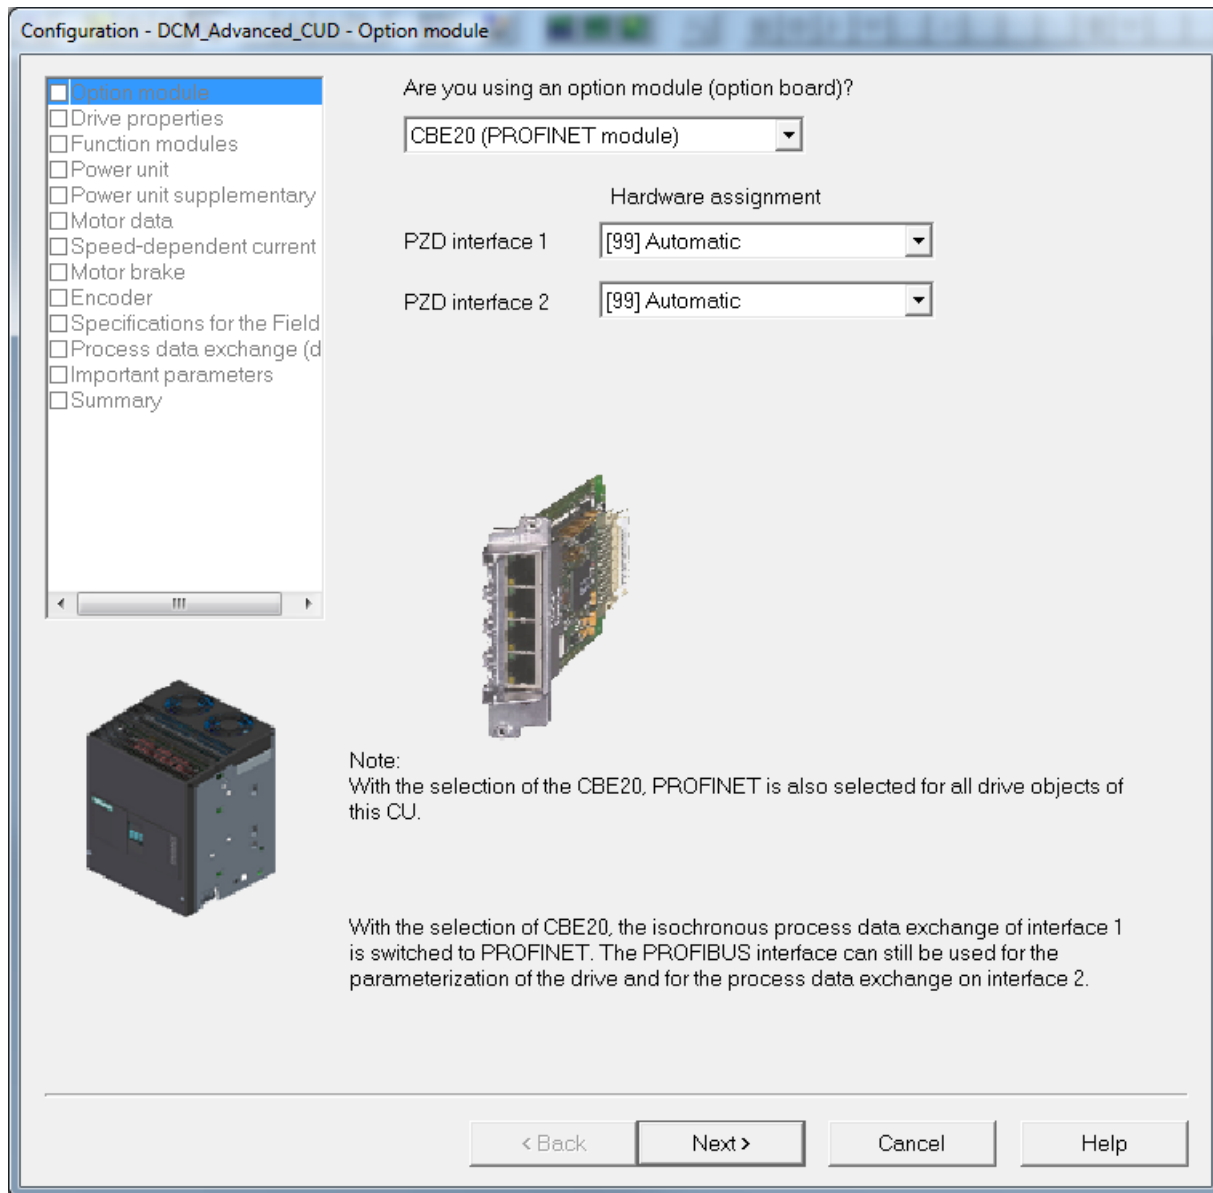 Configuration - DCM_Advanced_CUD - Option module
Option module
Drive properties
Function modules
Power unit
Power unit supplementary
Motor data
Speed-dependent current
Motor brake
Encoder
Specifications for the Field
Process data exchange (d
Important parameters
Summary
Are you using an option module (option board)?
CBE20 (PROFINET module)
Hardware assignment
PZD interface 1 [99] Automatic
PZD interface 2 [99] Automatic
Note:
With the selection of the CBE20, PROFINET is also selected for all drive objects of
this CU.
With the selection of CBE20, the isochronous process data exchange of interface 1
is switched to PROFINET. The PROFIBUS interface can still be used for the
parameterization of the drive and for the process data exchange on interface 2.
< Back Next > Cancel Help